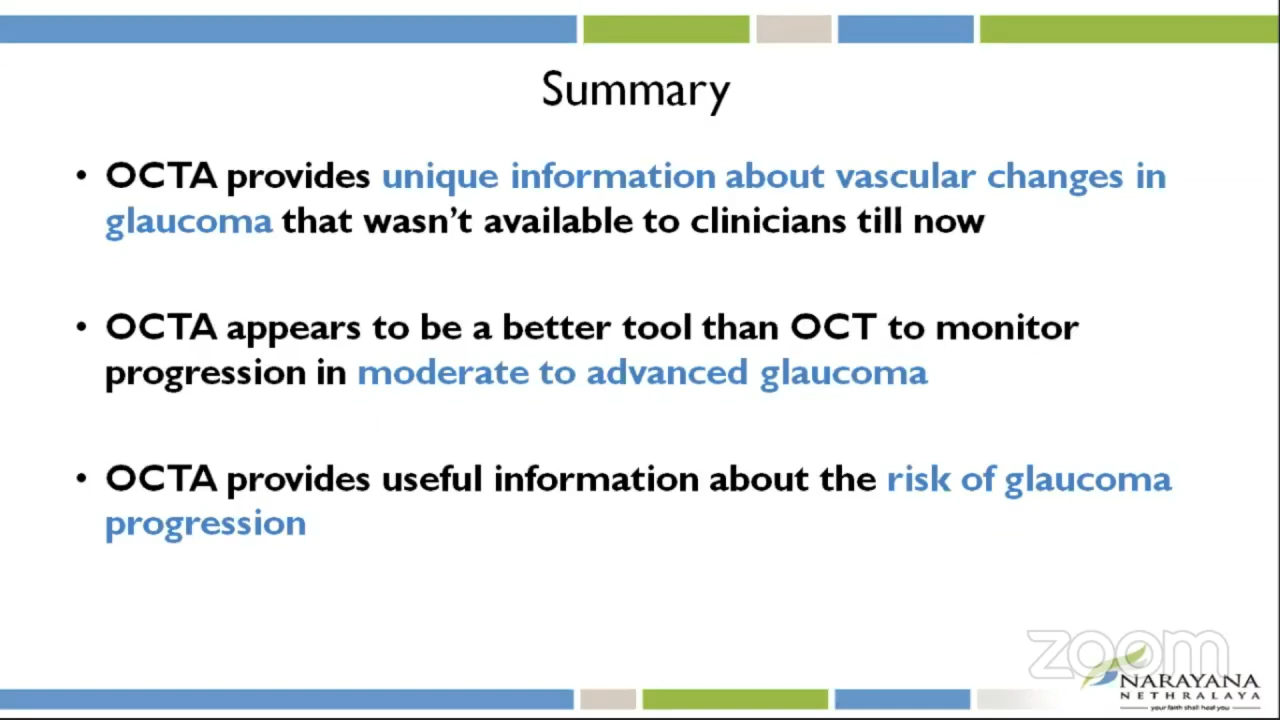 Summary
• OCTA provides unique information about vascular changes in
glaucoma that wasn't available to clinicians till now
• OCTA appears to be a better tool than OCT to monitor
progression in moderate to advanced glaucoma
• OCTA provides useful information about the risk of glaucoma
progression
zoom
NARAYANA
NETHRALAYA
your faith shall heal you